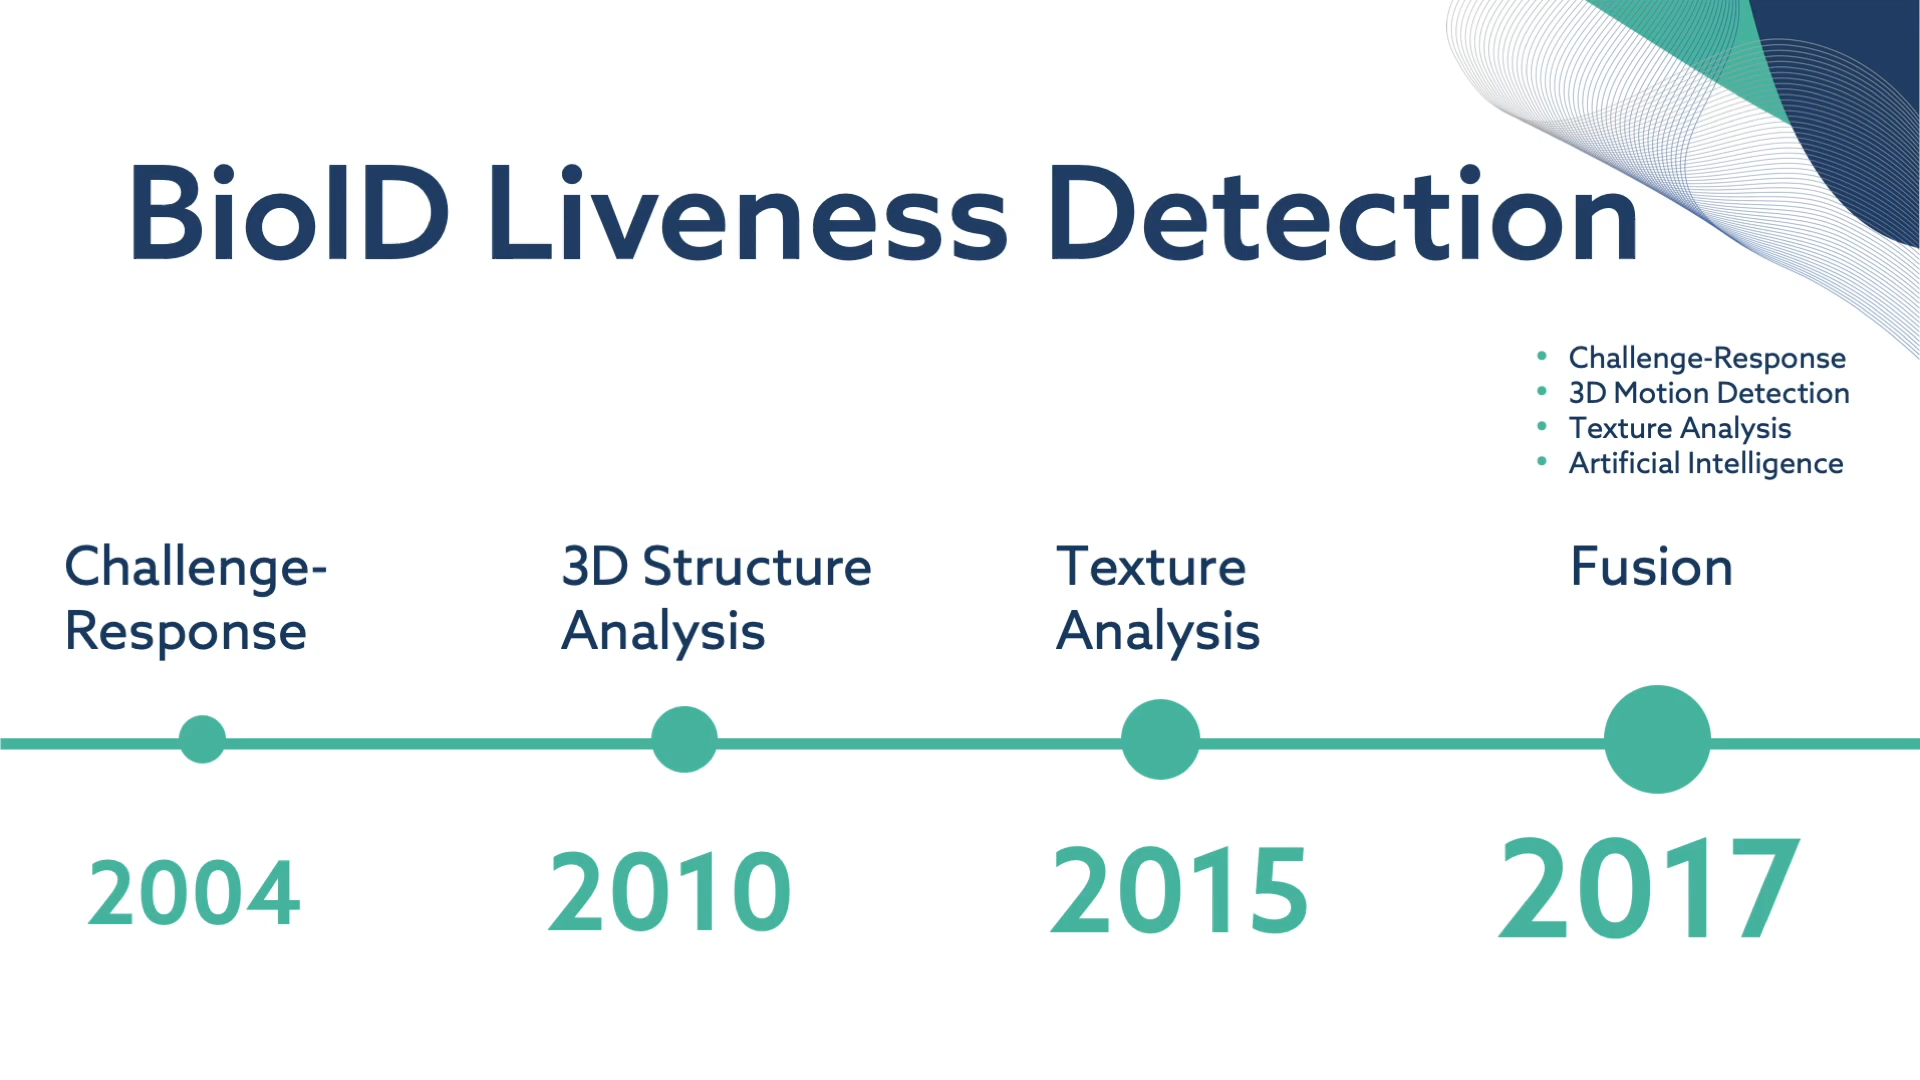 BioID Liveness Detection
• Challenge-Response
• 3D Motion Detection
• Texture Analysis
• Artificial Intelligence
Challenge-
Response
3D Structure
Analysis
Texture
Analysis
Fusion
2004
2010
2015
2017